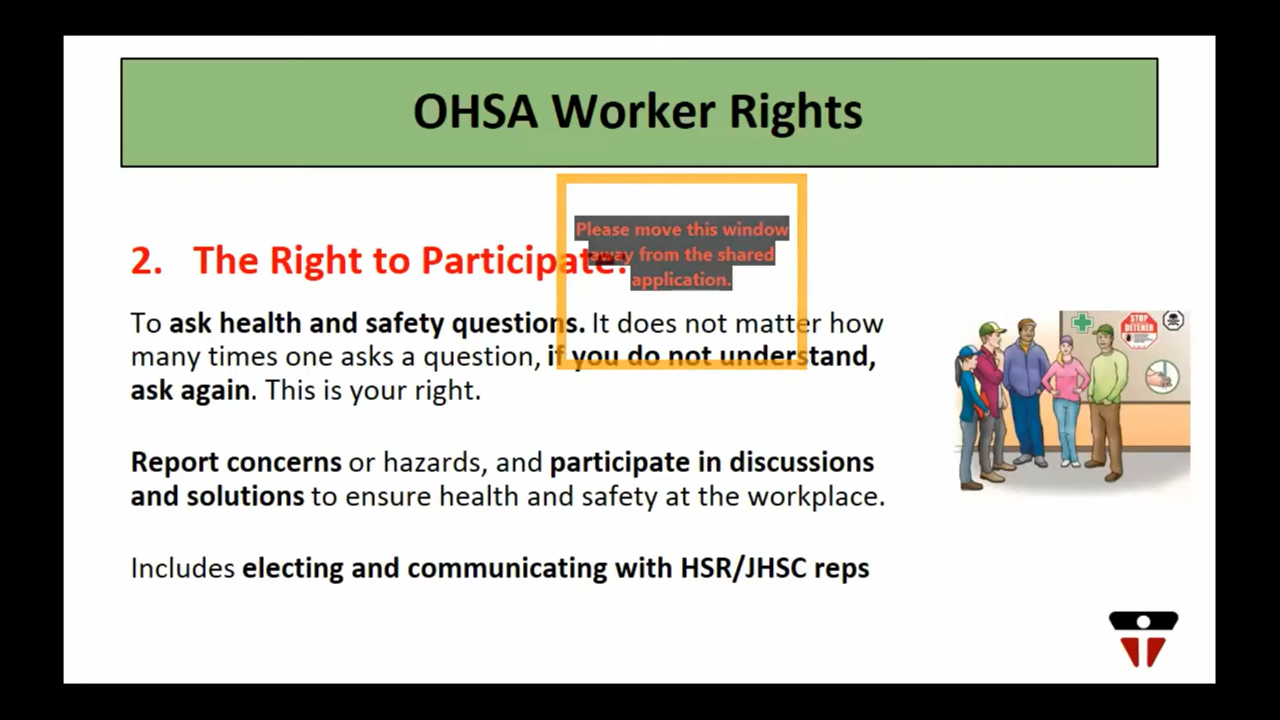 OHSA Worker Rights
Please move this window
away from the shared
application.
2. The Right to Participate:
To ask health and safety questions. It does not matter how
many times one asks a question, if you do not understand,
ask again. This is your right.
Report concerns or hazards, and participate in discussions
and solutions to ensure health and safety at the workplace.
Includes electing and communicating with HSR/JHSC reps
STOP